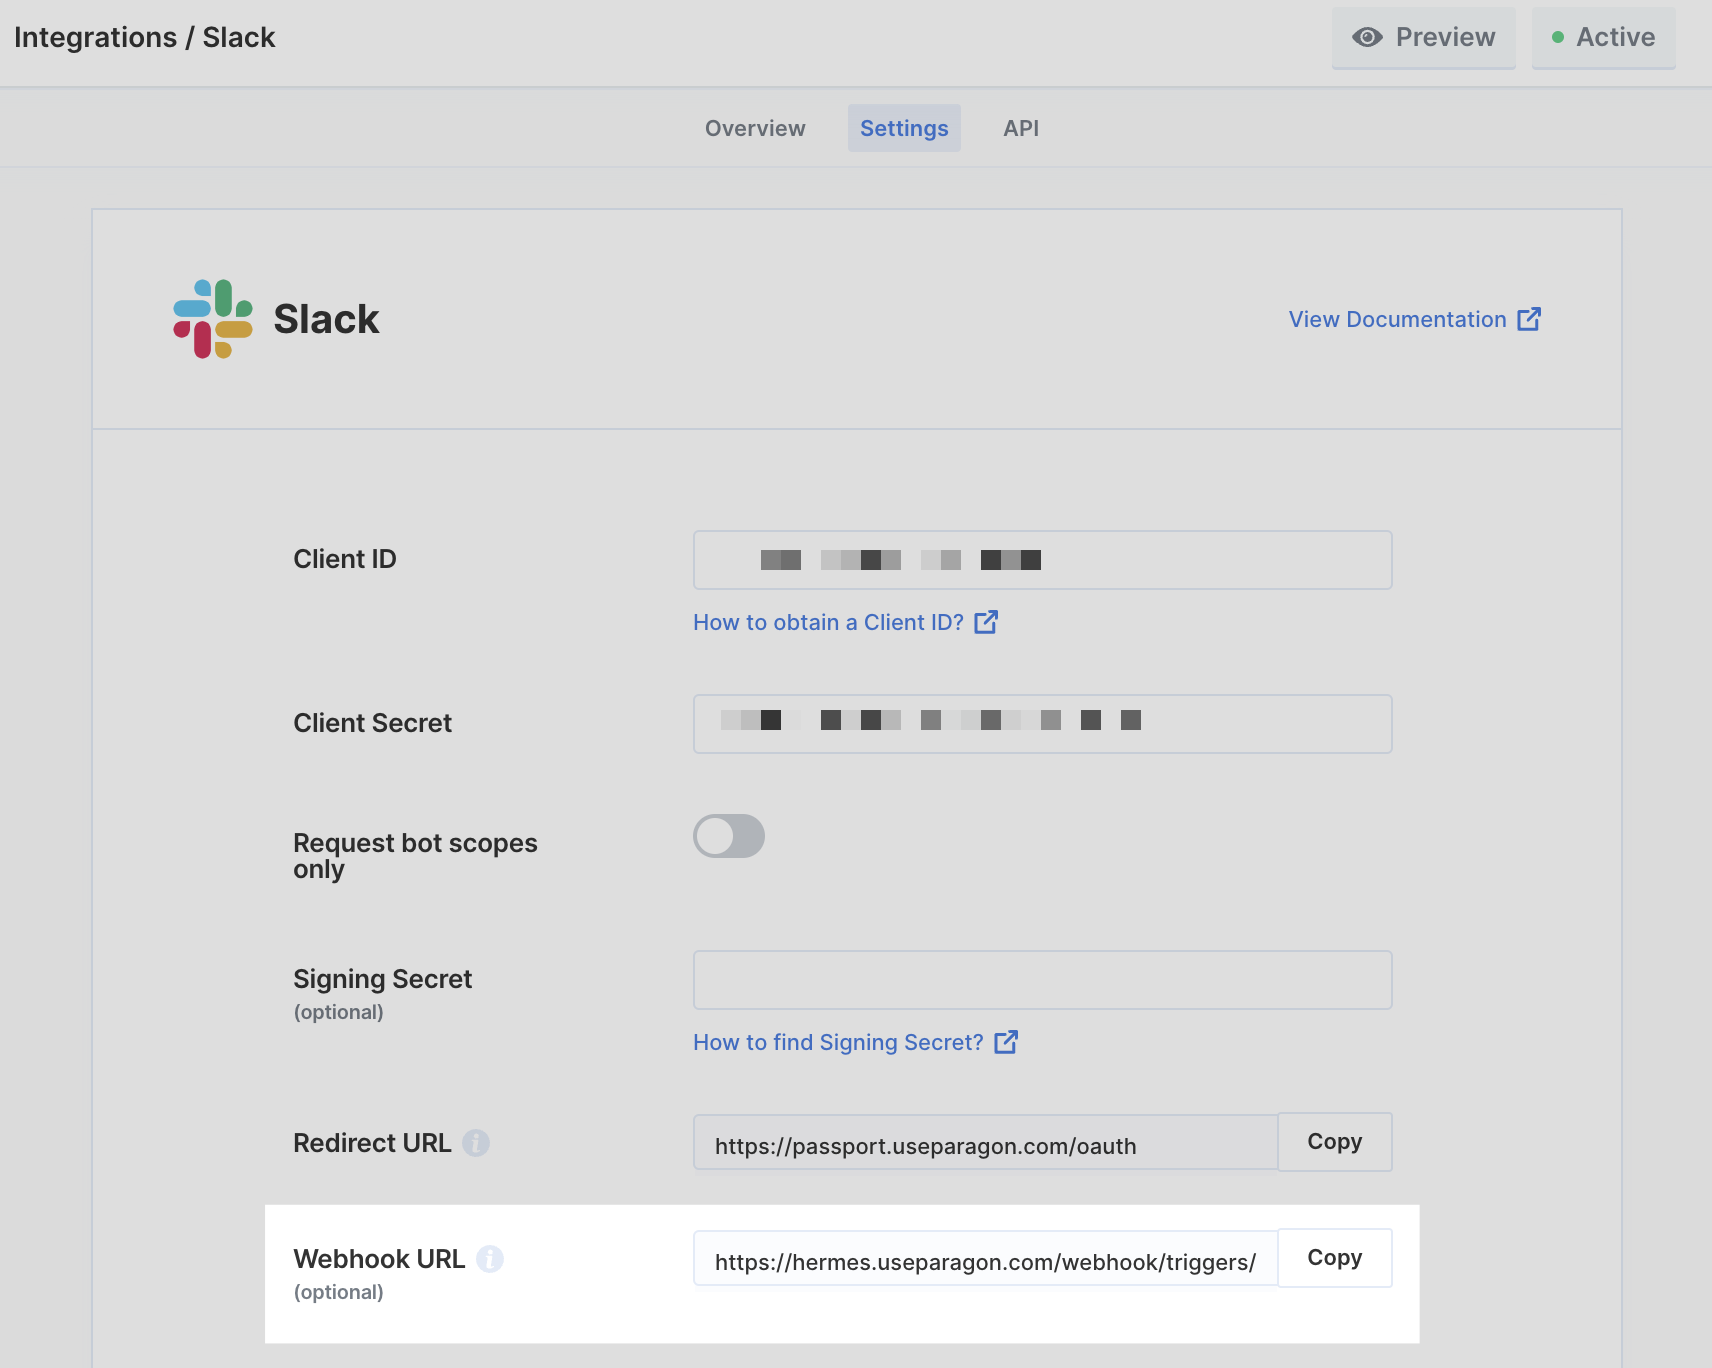 Integrations / Slack
Preview
Active
Overview
Settings
API
Slack
View Documentation
Client ID
How to obtain a Client ID?
Client Secret
Request bot scopes
only
Signing Secret
(optional)
How to find Signing Secret?
Redirect URL
https://passport.useparagon.com/oauth
Copy
Webhook URL
(optional)
https://hermes.useparagon.com/webhook/triggers/
Copy